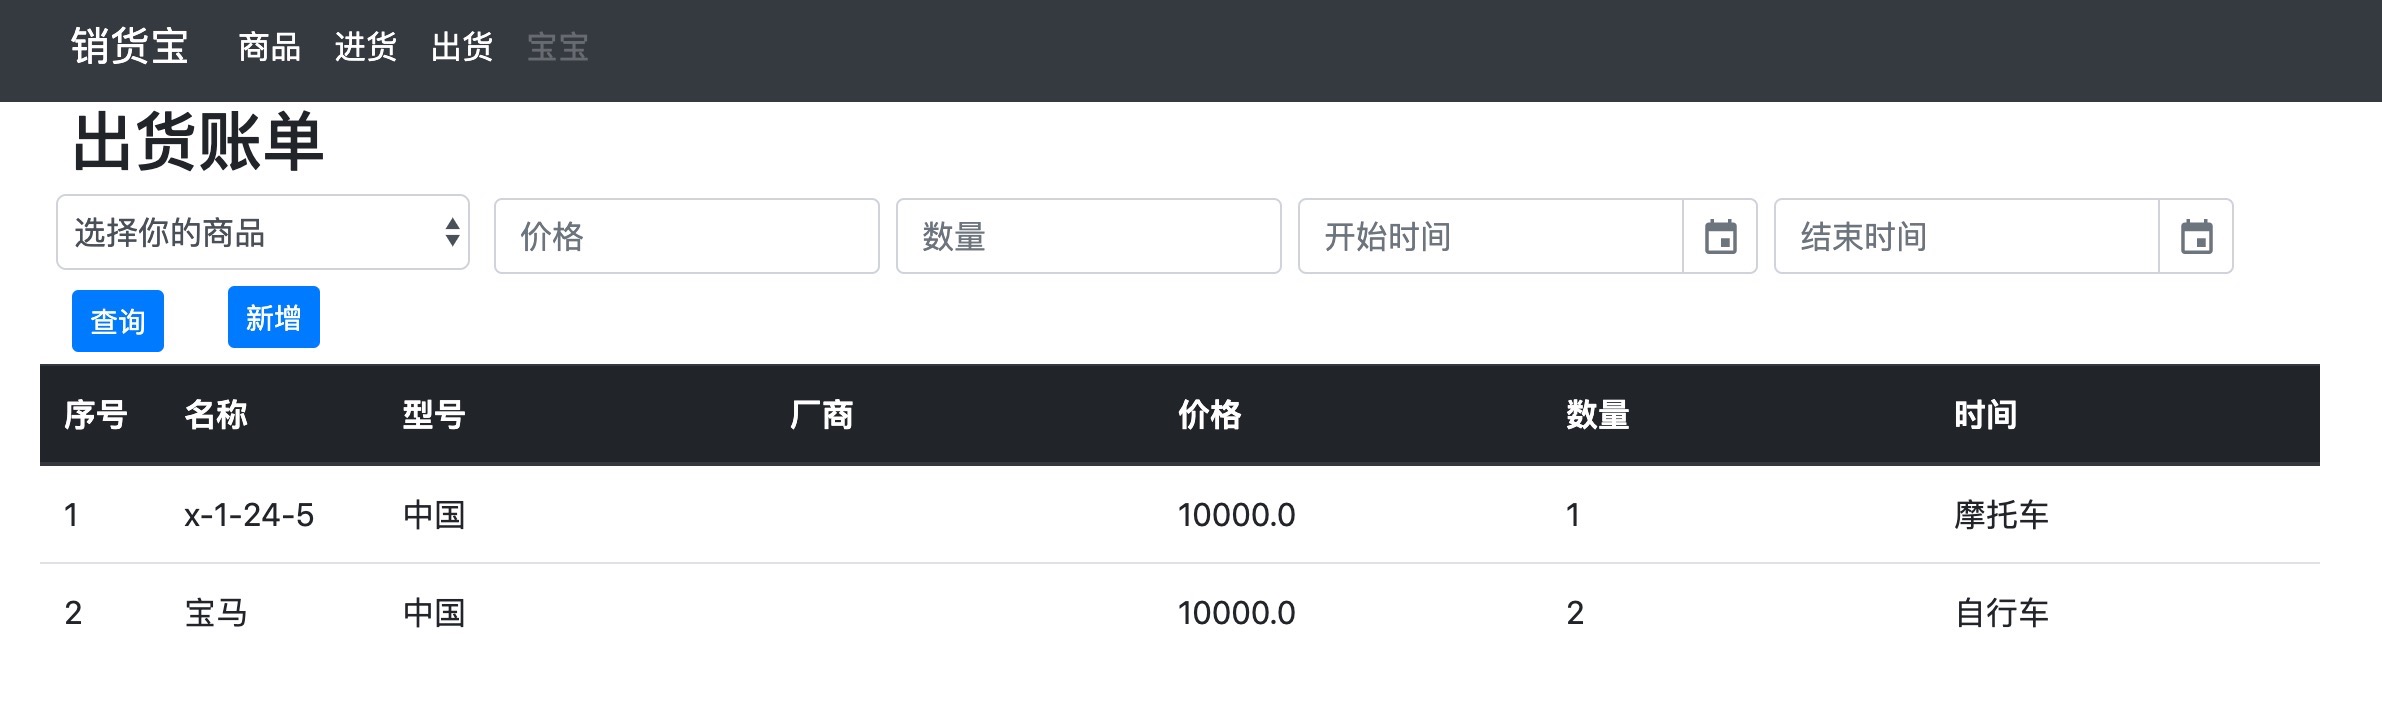 销货宝 商品 进货 出货 宝宝
出货账单
选择你的商品 价格 数量 开始时间 结束时间
查询 新增
序号 名称 型号 厂商 价格 数量 时间
1 x-1-24-5 中国 10000.0 1 摩托车
2 宝马 中国 10000.0 2 自行车